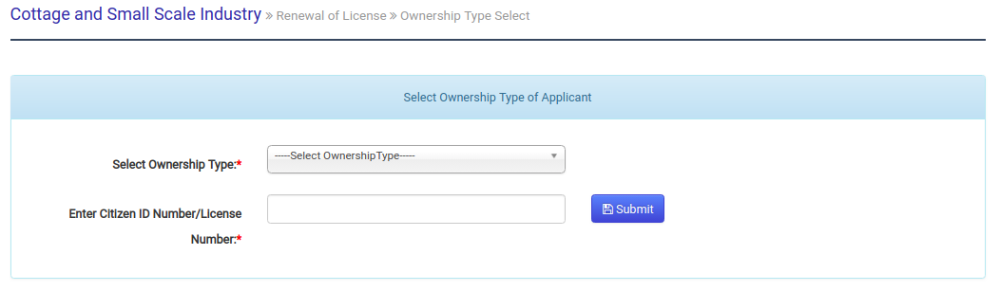 Cottage and Small Scale Industry » Renewal of License » Ownership Type Select
Select Ownership Type of Applicant
Select Ownership Type:*
-----Select OwnershipType-----
Enter Citizen ID Number/License
Number:*
Submit